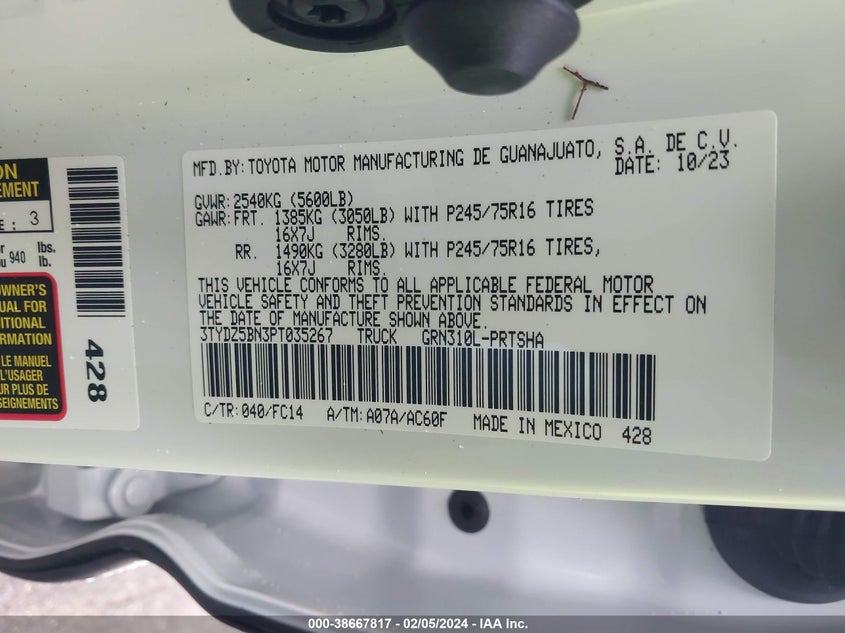 ON
EMENT
E : 3
or lbs.
ou 940 lb.
OWNER'S
UAL FOR
ITIONAL
RMATION
LE MANUEL
L'USAGER
UR PLUS DE
SEIGNEMENTS
428
MFD.BY:TOYOTA MOTOR MANUFACTURING DE GUANAJUATO, S.A. DE C.V.
DATE: 10/23
GVWR:2540KG (5600LB)
GAWR:FRT. 1385KG (3050LB) WITH P245/75R16 TIRES
16X7J RIMS.
RR. 1490KG (3280LB) WITH P245/75R16 TIRES,
16X7J RIMS.
THIS VEHICLE CONFORMS TO ALL APPLICABLE FEDERAL MOTOR
VEHICLE SAFETY AND THEFT PREVENTION STANDARDS IN EFFECT ON
THE DATE OF MANUFACTURE SHOWN ABOVE.
3TYDZ5BN3PT035267 TRUCK GRN310L-PRTSHA
C/TR:040/FC14 A/TM:A07A/AC60F MADE IN MEXICO 428
000-38667817 - 02/05/2024 - IAA Inc.